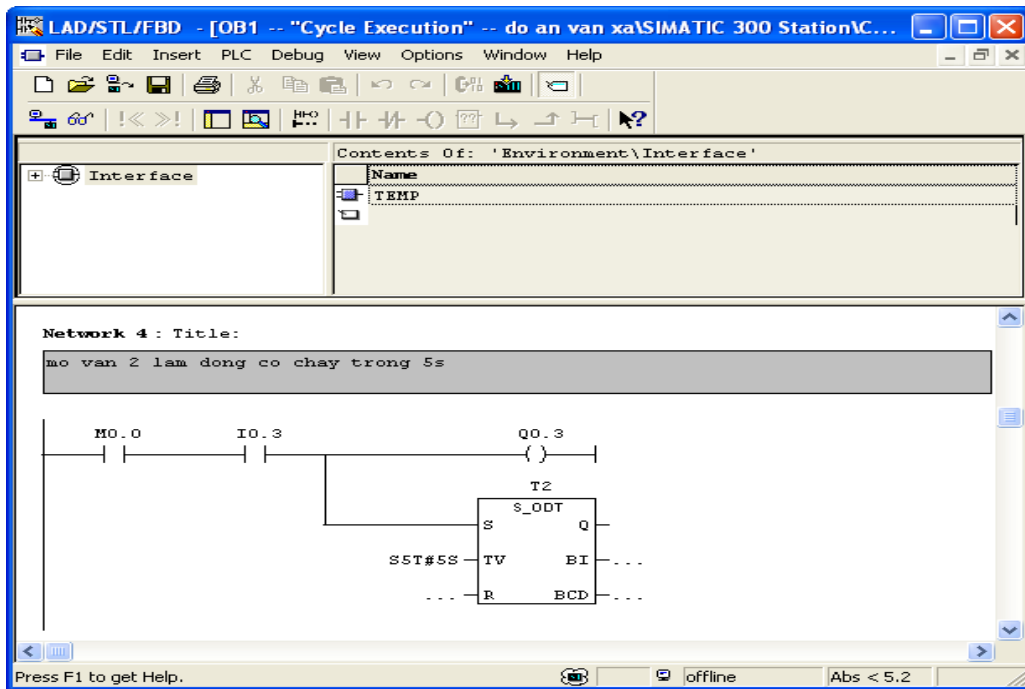 LAD/STL/FBD - [OB1 -- "Cycle Execution" -- do an van xa\SIMATIC 300 Station\C...
File Edit Insert PLC Debug View Options Window Help
!≪ ≫!
Contents Of: 'Environment\Interface'
Interface
Name
TEMP
Network 4 : Title:
mo van 2 lam dong co chay trong 5s
M0.0 I0.3 Q0.3
T2
S_ODT
S Q
S5T#5S TV BI ...
... R BCD ...
Press F1 to get Help. offline Abs < 5.2